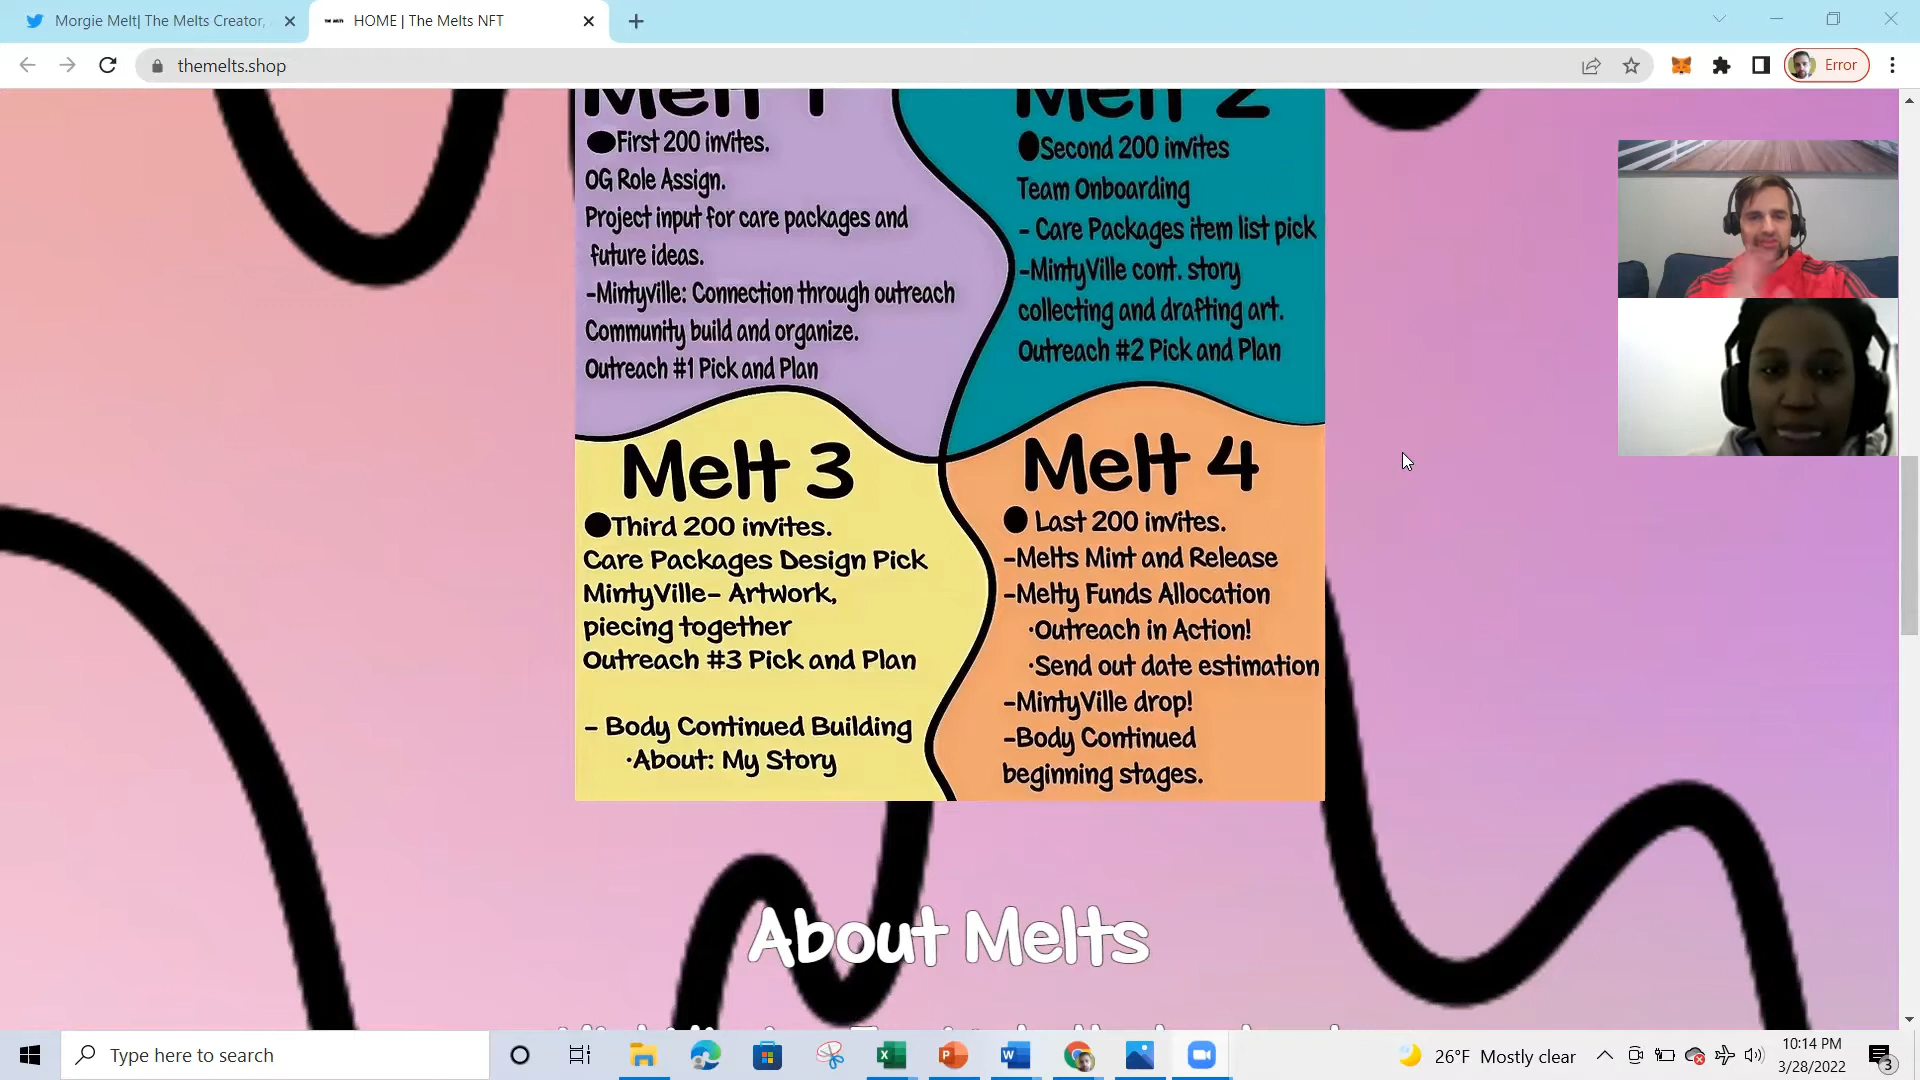 Morgie Melt| The Melts Creator,
HOME | The Melts NFT
themelts.shop
Error
Melt 1
First 200 invites.
OG Role Assign.
Project input for care packages and
future ideas.
-Mintyville: Connection through outreach
Community build and organize.
Outreach #1 Pick and Plan
Melt 2
Second 200 invites
Team Onboarding
- Care Packages item list pick
-MintyVille cont. story
collecting and drafting art.
Outreach #2 Pick and Plan
Melt 3
Third 200 invites.
Care Packages Design Pick
MintyVille- Artwork,
piecing together
Outreach #3 Pick and Plan
- Body Continued Building
·About: My Story
Melt 4
Last 200 invites.
-Melts Mint and Release
-Melty Funds Allocation
·Outreach in Action!
·Send out date estimation
-MintyVille drop!
-Body Continued
beginning stages.
About Melts
Type here to search
26°F Mostly clear
10:14 PM
3/28/2022
3